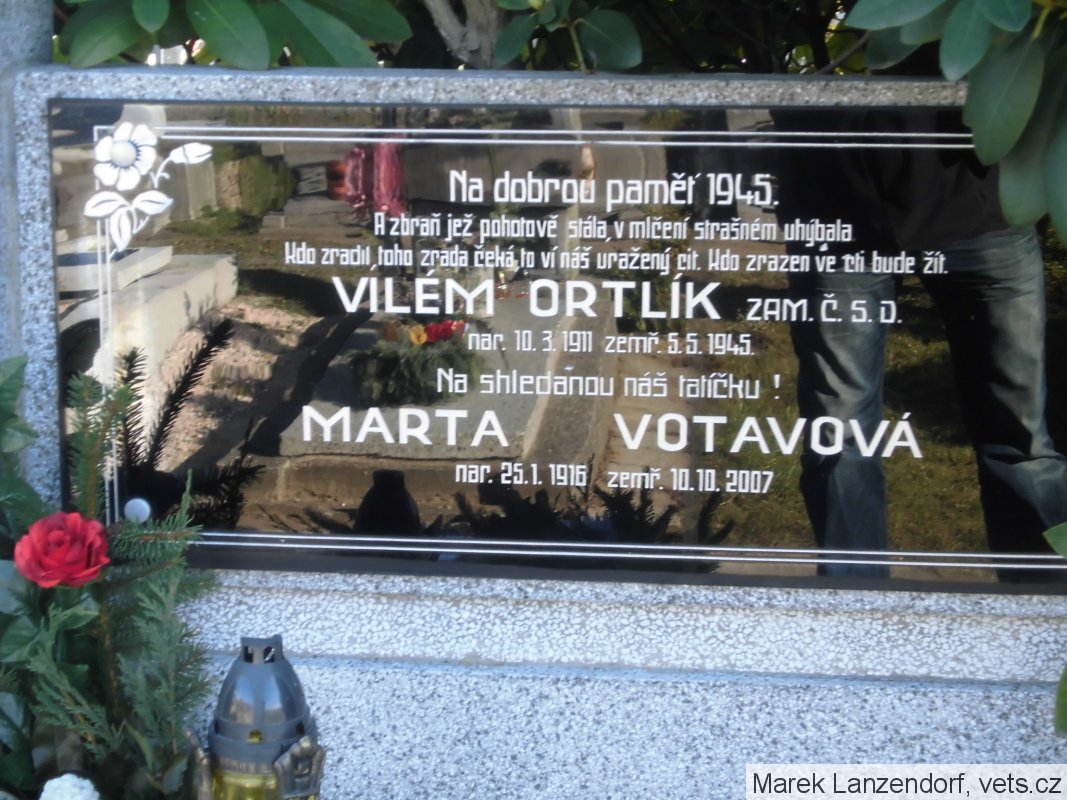 Na dobrou paměť 1945.
A zbraň jež pohotově stála, v mlčení strašném uhýbala
Kdo zradil, toho zrada čeká, to ví náš uražený cit. Kdo zrazen ve cti bude žít.
VILÉM ORTLÍK ZAM. Č. S. D.
nar. 10. 3. 1911 zemř. 5. 5. 1945.
Na shledanou náš tatíčku !
MARTA VOTAVOVÁ
nar. 25. 1. 1916 zemř. 10. 10. 2007
Marek Lanzendorf, vets.cz